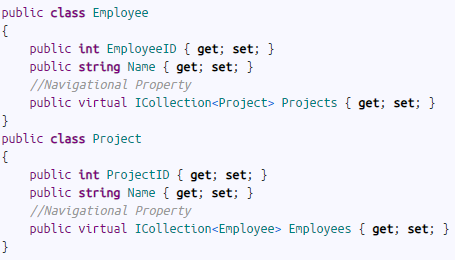 public class Employee
{
    public int EmployeeID { get; set; }
    public string Name { get; set; }
    //Navigational Property
    public virtual ICollection<Project> Projects { get; set; }
}
public class Project
{
    public int ProjectID { get; set; }
    public string Name { get; set; }
    //Navigational Property
    public virtual ICollection<Employee> Employees { get; set; }
}